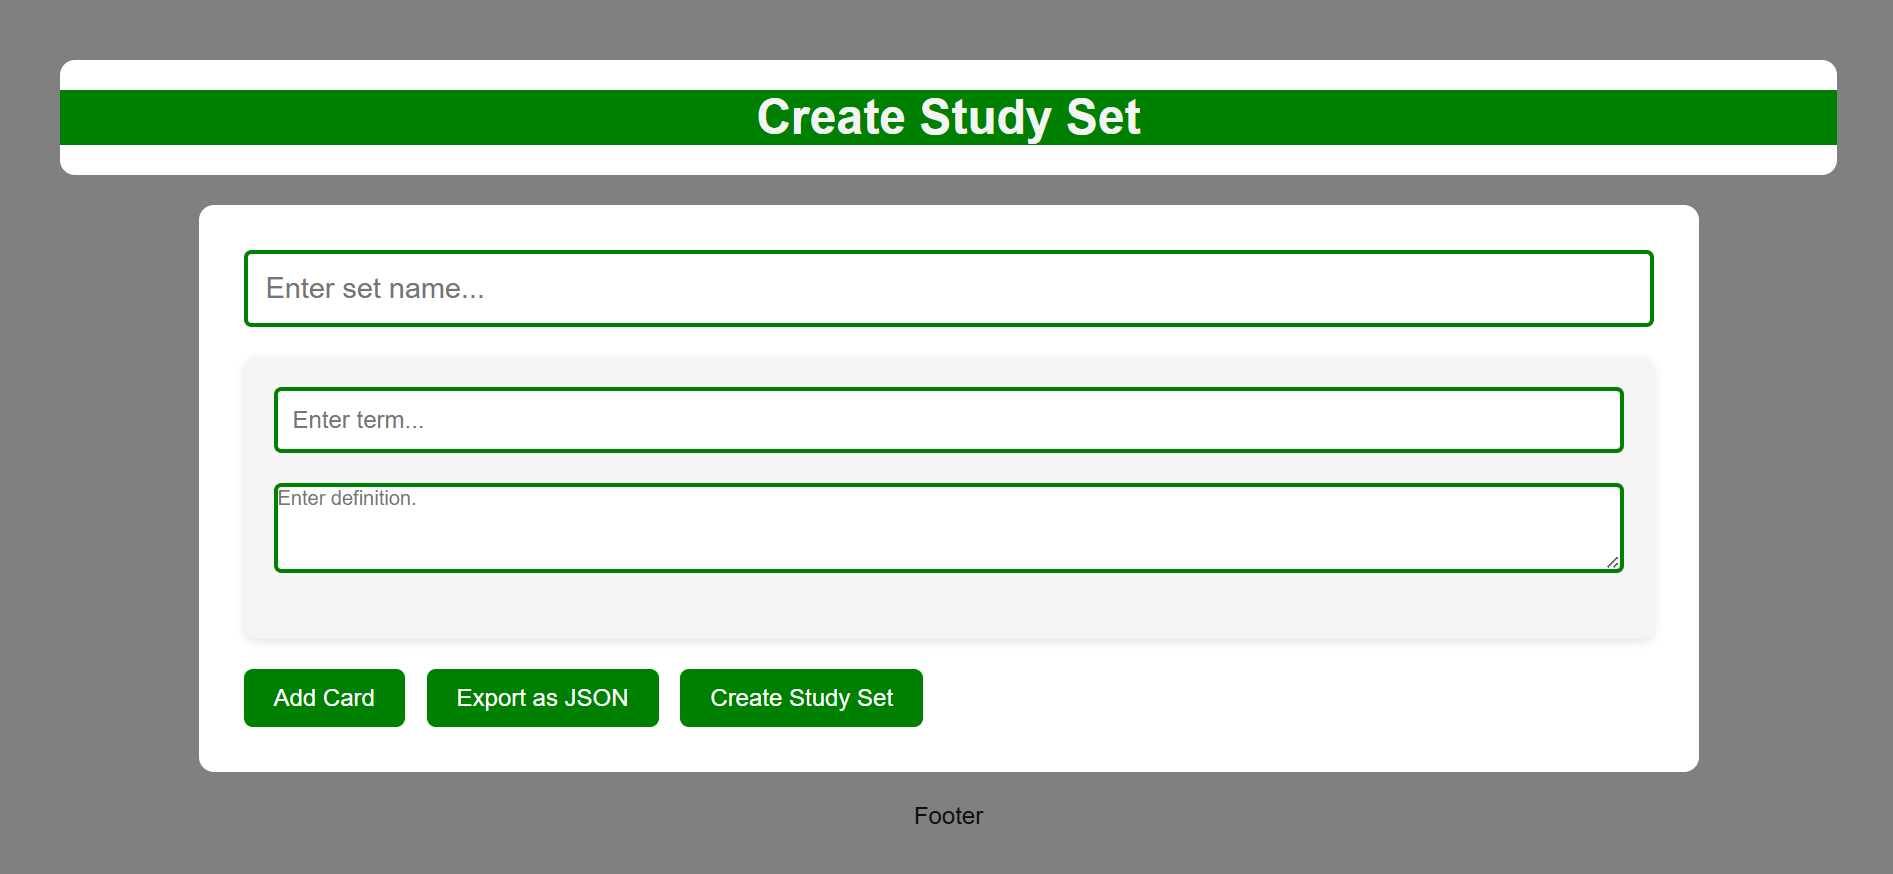 Create Study Set
Enter set name...
Enter term...
Enter definition.
Add Card Export as JSON Create Study Set
Footer